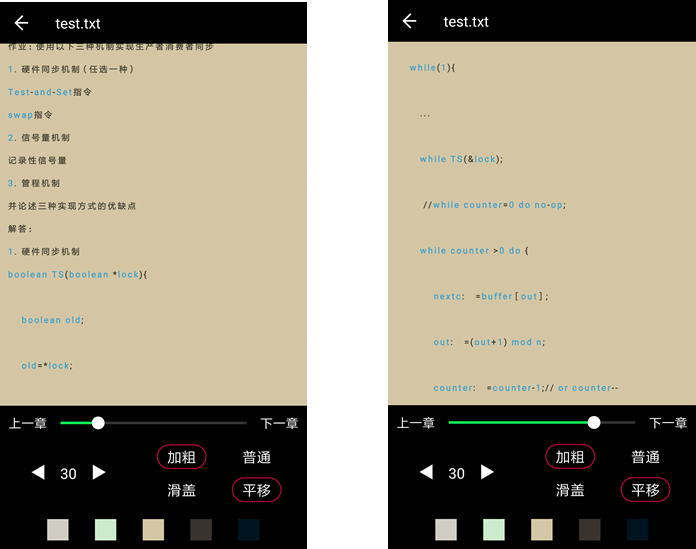 test.txt
作业:使用以下三种机制实现生产者消费者同步
1. 硬件同步机制(任选一种)
Test-and-Set指令
swap指令
2. 信号量机制
记录性信号量
3. 管程机制
并论述三种实现方式的优缺点
解答:
1. 硬件同步机制
boolean TS(boolean *lock){
boolean old;
old=*lock;
上一章
下一章
30
加粗
普通
滑盖
平移
test.txt
while(1){
...
while TS(&lock);
//while counter=0 do no-op;
while counter >0 do {
nextc: =buffer[out];
out: =(out+1) mod n;
counter: =counter-1;// or counter--
上一章
下一章
30
加粗
普通
滑盖
平移